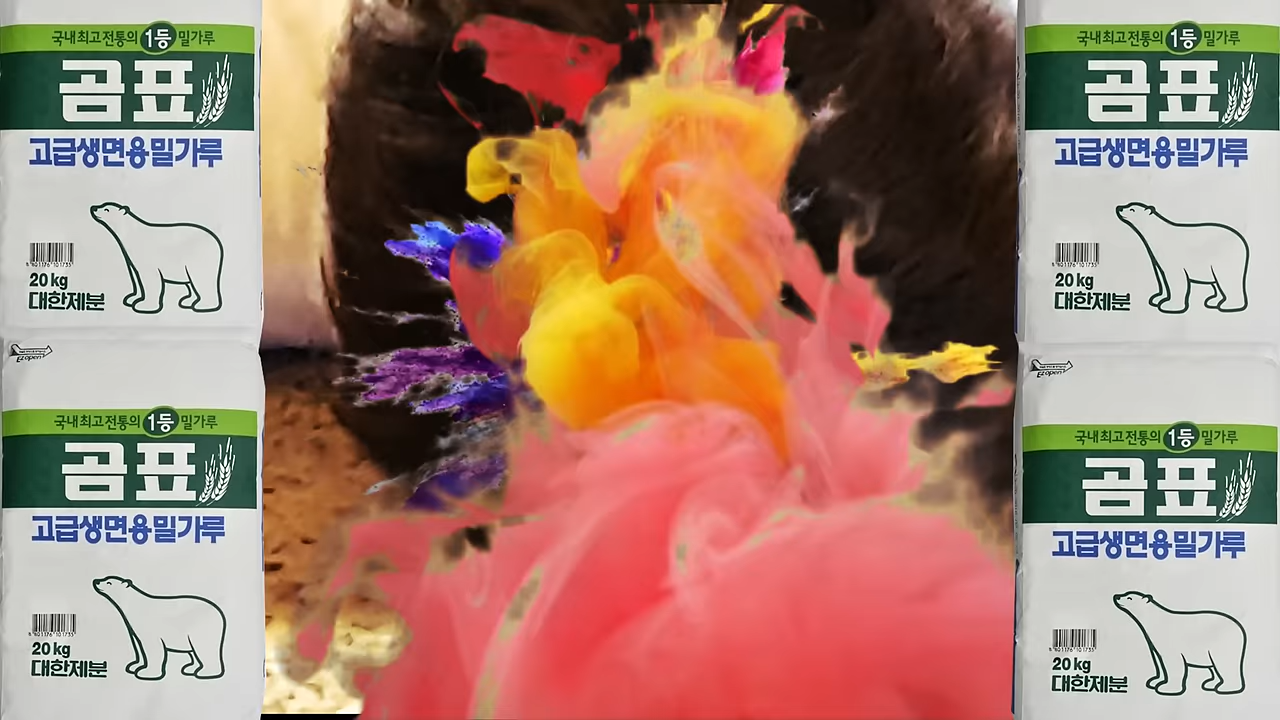 국내 최고 전통의 1등 밀가루
곰표
고급생면용밀가루
20 kg
대한제분
Ezopen
국내 최고 전통의 1등 밀가루
곰표
고급생면용밀가루
20 kg
대한제분
국내 최고 전통의 1등 밀가루
곰표
고급생면용밀가루
20 kg
대한제분
Ezopen
국내 최고 전통의 1등 밀가루
곰표
고급생면용밀가루
20 kg
대한제분